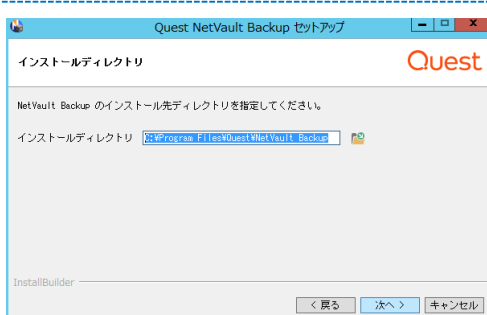 Quest NetVault Backup セットアップ
インストールディレクトリ
Quest
NetVault Backup のインストール先ディレクトリを指定してください。
インストールディレクトリ C:¥Program Files¥Quest¥NetVault Backup
InstallBuilder
< 戻る 次へ > キャンセル